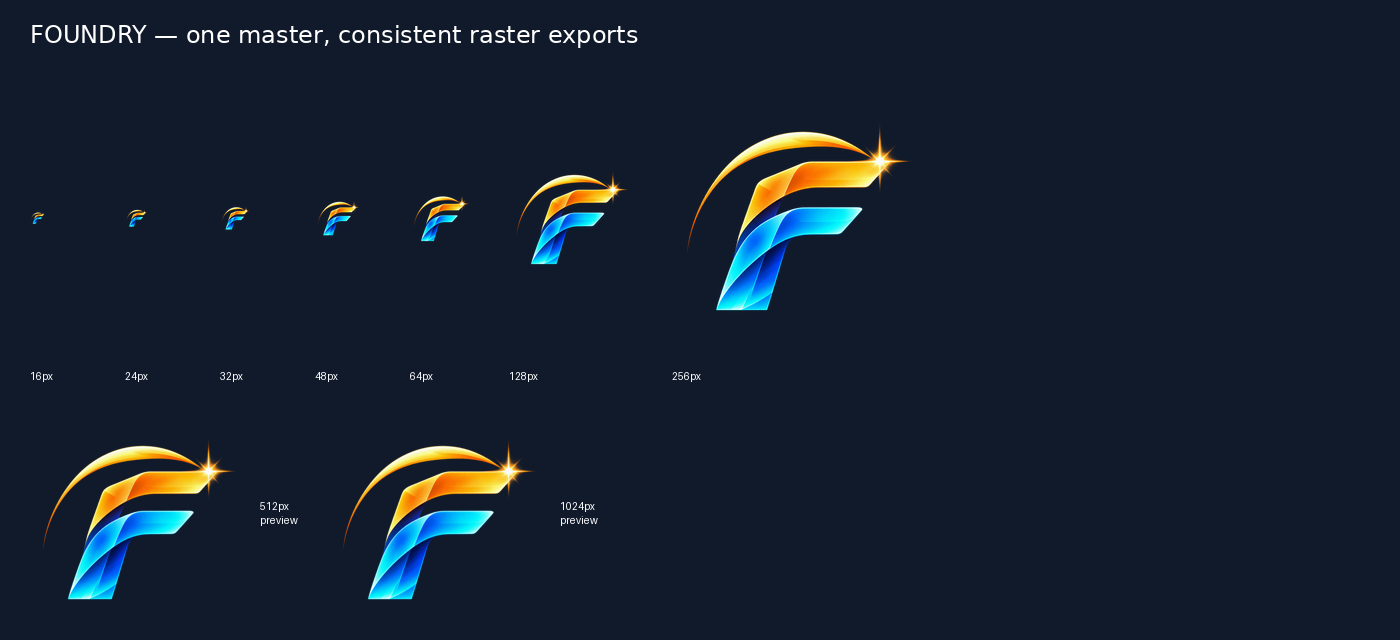 FOUNDRY — one master, consistent raster exports
16px
24px
32px
48px
64px
128px
256px
512px
preview
1024px
preview